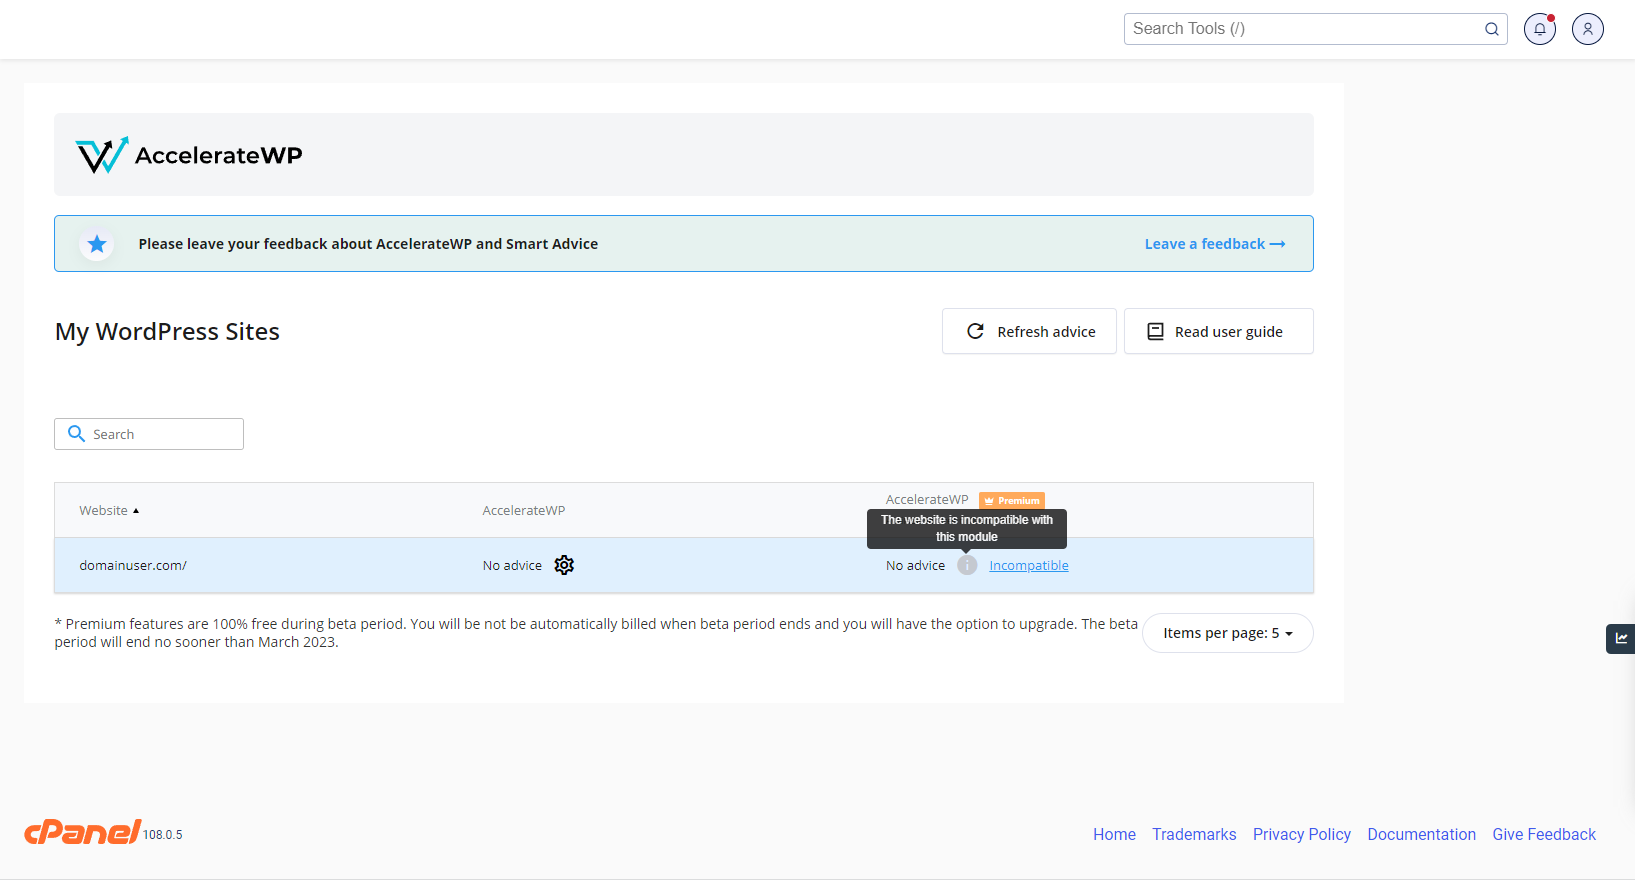 Search Tools (/)
AccelerateWP
Please leave your feedback about AccelerateWP and Smart Advice
Leave a feedback
My WordPress Sites
Refresh advice
Read user guide
Search
Website
AccelerateWP
AccelerateWP
Premium
The website is incompatible with
this module
domainuser.com/
No advice
No advice
Incompatible
* Premium features are 100% free during beta period. You will be not be automatically billed when beta period ends and you will have the option to upgrade. The beta
period will end no sooner than March 2023.
Items per page: 5
cPanel 108.0.5
Home
Trademarks
Privacy Policy
Documentation
Give Feedback